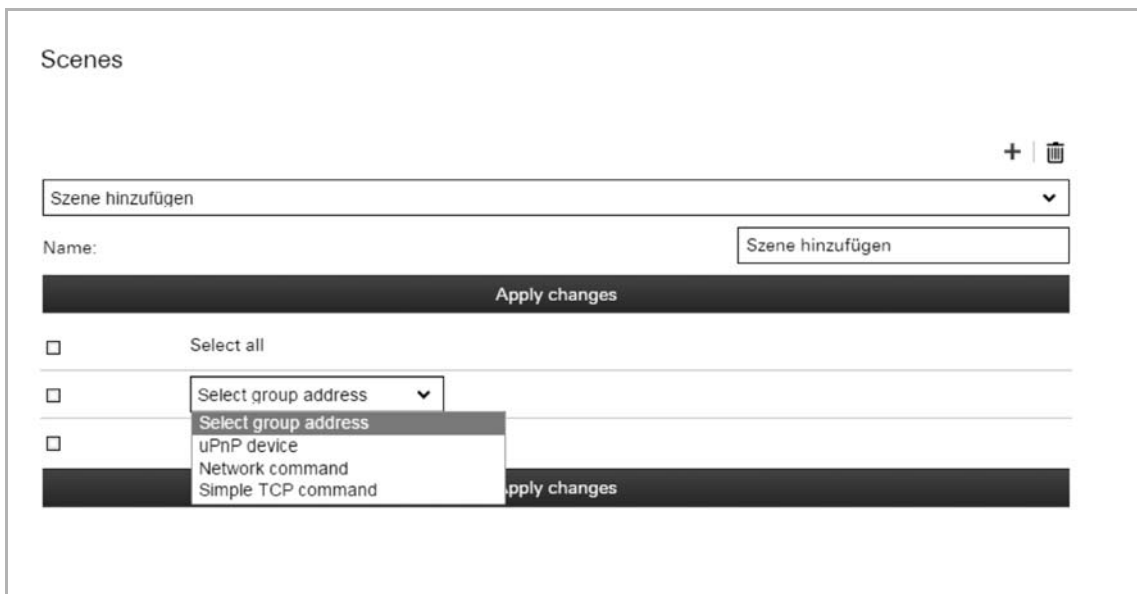 Scenes
Szene hinzufügen
Name:
Szene hinzufügen
Apply changes
Select all
Select group address
Select group address
uPnP device
Network command
Simple TCP command
Apply changes